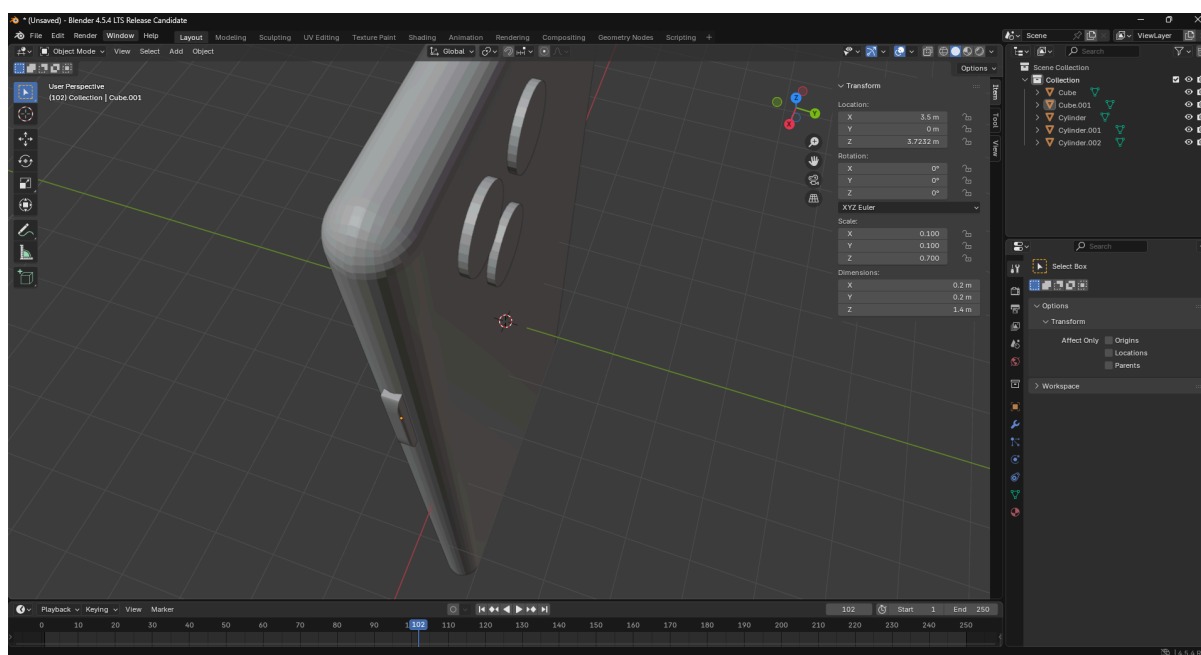 * (Unsaved) - Blender 4.5.4 LTS Release Candidate
File Edit Render Window Help Layout Modeling Sculpting UV Editing Texture Paint Shading Animation Rendering Compositing Geometry Nodes Scripting + Scene ViewLayer
Object Mode View Select Add Object Global Search
Options
User Perspective
(102) Collection | Cube.001
Transform
Location:
X 3.5 m
Y 0 m
Z 3.7232 m
Rotation:
X 0°
Y 0°
Z 0°
XYZ Euler
Scale:
X 0.100
Y 0.100
Z 0.700
Dimensions:
X 0.2 m
Y 0.2 m
Z 1.4 m
Item
Tool
View
Z
Y
X
Scene Collection
Collection
Cube
Cube.001
Cylinder
Cylinder.001
Cylinder.002
Search
Select Box
Options
Transform
Affect Only Origins
Locations
Parents
Workspace
Playback Keying View Marker 102 Start 1 End 250
0 10 20 30 40 50 60 70 80 90 102 110 120 130 140 150 160 170 180 190 200 210 220 230 240 250
4.5.4